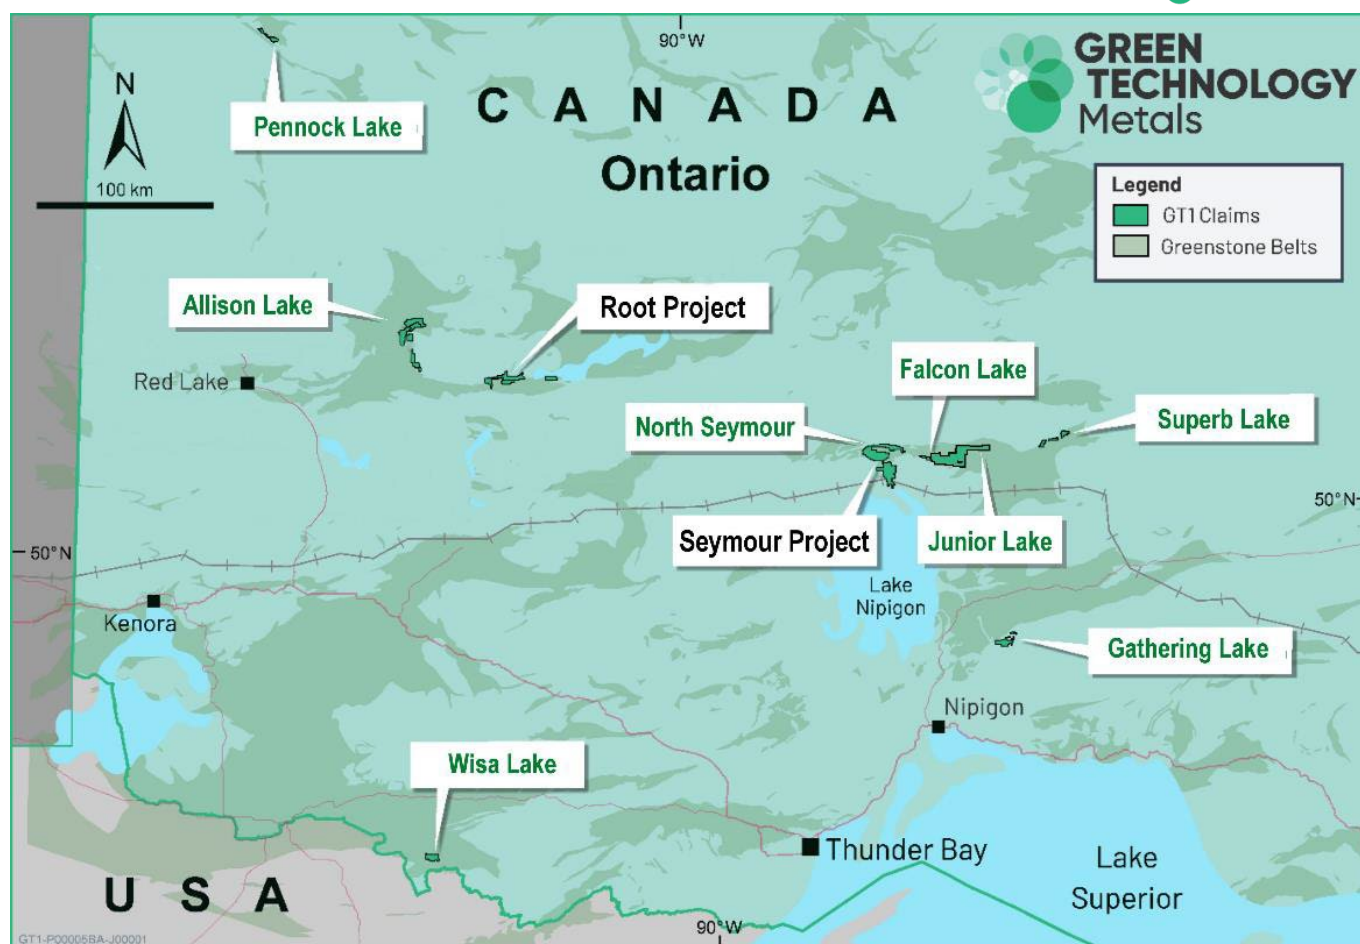 90°W
GREEN
TECHNOLOGY
Metals
N
Pennock Lake
CANADA
Ontario
100 km
Legend
GT1 Claims
Greenstone Belts
Allison Lake
Root Project
Red Lake
Falcon Lake
North Seymour
Superb Lake
50°N
Seymour Project
Junior Lake
50°N
Lake
Nipigon
Kenora
Gathering Lake
Nipigon
Wisa Lake
Thunder Bay
Lake
Superior
USA
90°W
GT1-P00005BA-J00001